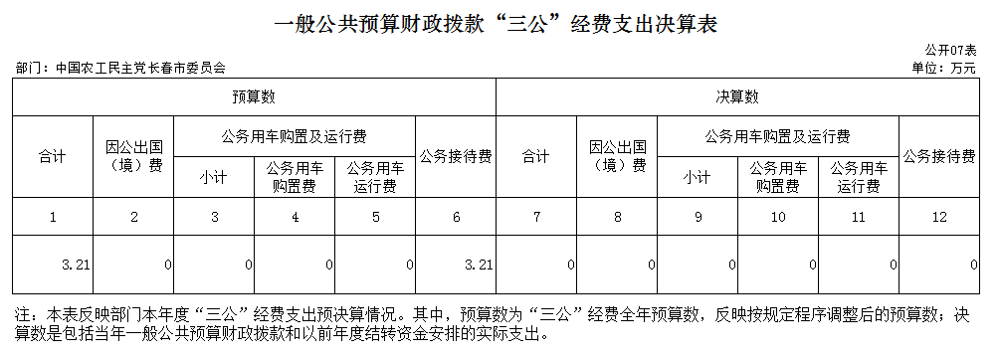 一般公共预算财政拨款“三公”经费支出决算表
公开07表
部门：中国农工民主党长春市委员会 单位：万元
预算数 决算数
合计 因公出国（境）费 公务用车购置及运行费 公务接待费 合计 因公出国（境）费 公务用车购置及运行费 公务接待费
小计 公务用车购置费 公务用车运行费 小计 公务用车购置费 公务用车运行费
1 2 3 4 5 6 7 8 9 10 11 12
3.21 0 0 0 0 3.21 0 0 0 0 0 0
注：本表反映部门本年度“三公”经费支出预决算情况。其中，预算数为“三公”经费全年预算数，反映按规定程序调整后的预算数；决
算数是包括当年一般公共预算财政拨款和以前年度结转资金安排的实际支出。